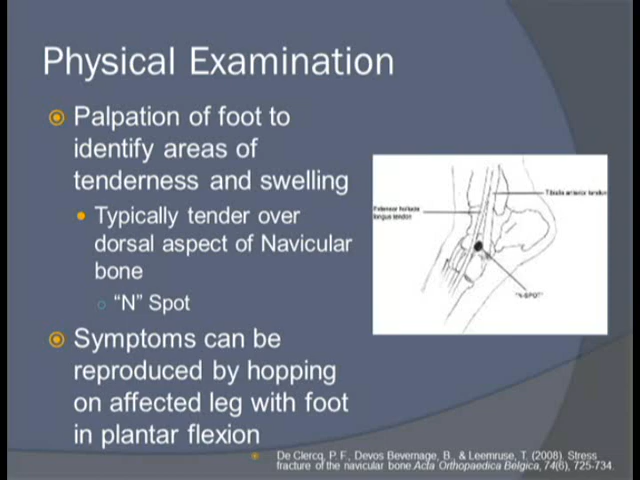 Physical Examination
Palpation of foot to
identify areas of
tenderness and swelling
Typically tender over
dorsal aspect of Navicular
bone
"N" Spot
Symptoms can be
reproduced by hopping
on affected leg with foot
in plantar flexion
Tibialis anterior tendon
Extensor hallucis
longus tendon
"N-SPOT"
De Clercq, P. F., Devos Bevernage, B., & Leemruse, T. (2008). Stress
fracture of the navicular bone. Acta Orthopaedica Belgica, 74(6), 725-734.